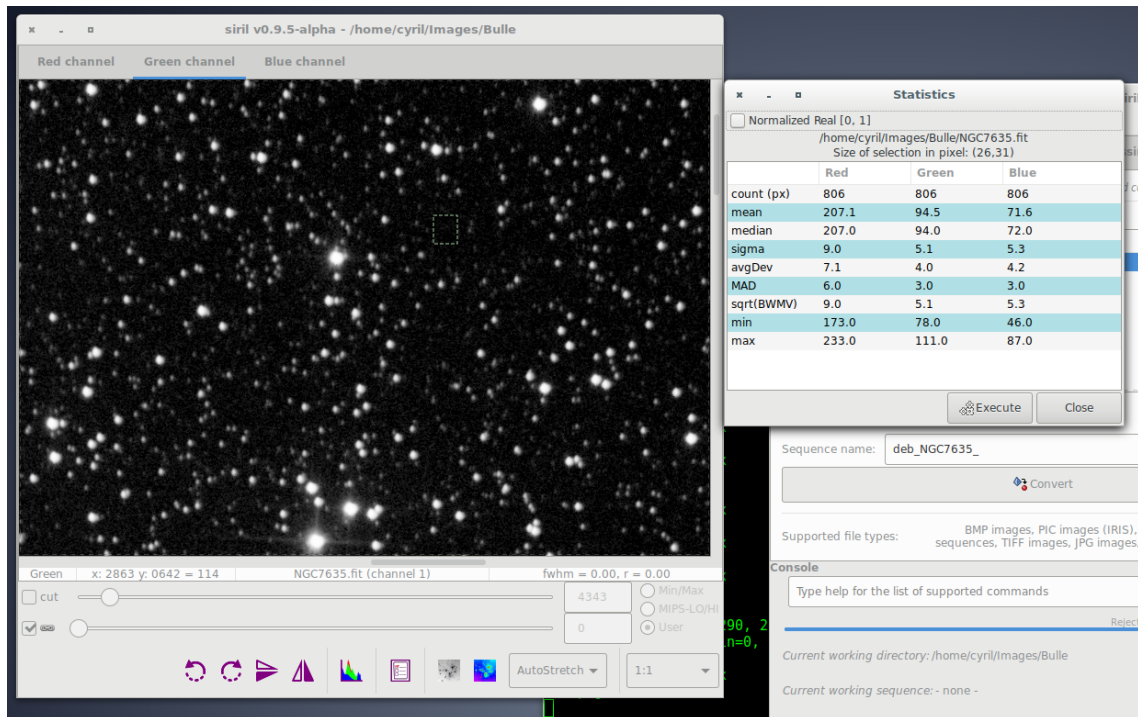 siril v0.9.5-alpha - /home/cyril/Images/Bulle
Red channel Green channel Blue channel
Green x: 2863 y: 0642 = 114 NGC7635.fit (channel 1) fwhm = 0.00, r = 0.00
cut 4343 Min/Max
MIPS-LO/HI
0 User
AutoStretch 1:1
Statistics
Normalized Real [0, 1]
/home/cyril/Images/Bulle/NGC7635.fit
Size of selection in pixel: (26,31)
Red Green Blue
count (px) 806 806 806
mean 207.1 94.5 71.6
median 207.0 94.0 72.0
sigma 9.0 5.1 5.3
avgDev 7.1 4.0 4.2
MAD 6.0 3.0 3.0
sqrt(BWMV) 9.0 5.1 5.3
min 173.0 78.0 46.0
max 233.0 111.0 87.0
Execute Close
Sequence name: deb_NGC7635_
Convert
Supported file types: BMP images, PIC images (IRIS),
sequences, TIFF images, JPG images,
Console
Type help for the list of supported commands
Reject
Current working directory: /home/cyril/Images/Bulle
Current working sequence: - none -
290, 2
in=0,